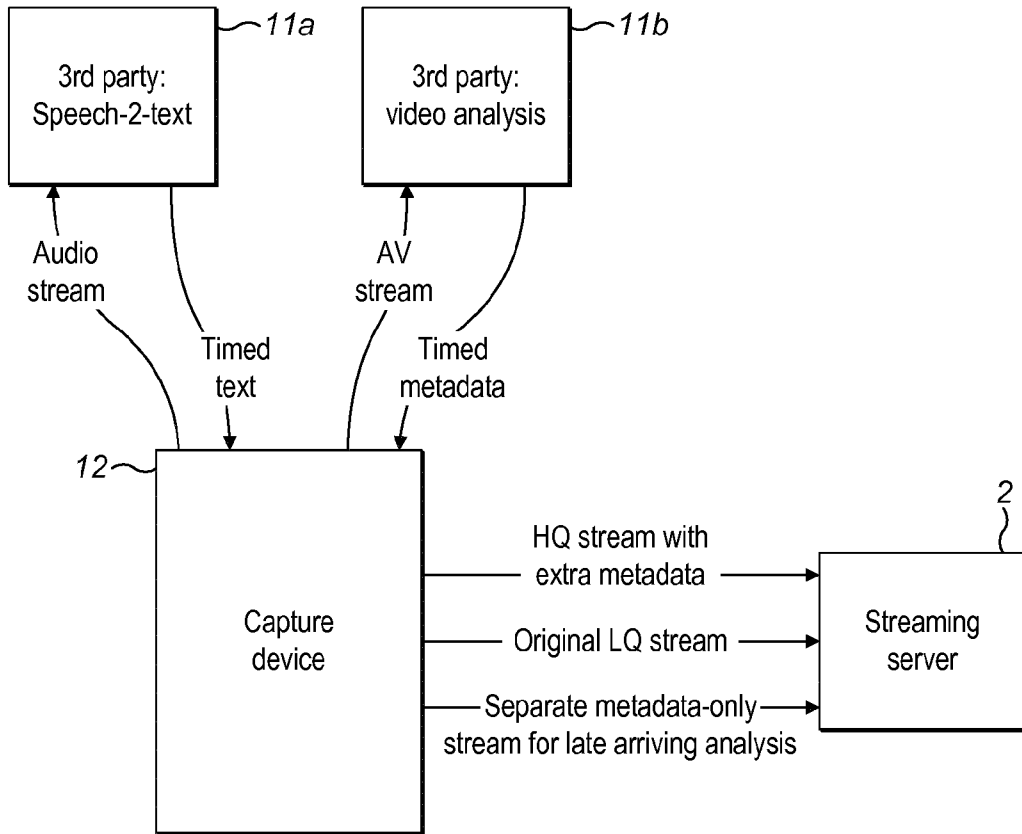 11a
11b
3rd party:
Speech-2-text
3rd party:
video analysis
Audio
stream
AV
stream
Timed
text
Timed
metadata
12
2
HQ stream with
extra metadata
Capture
device
Original LQ stream
Streaming
server
Separate metadata-only
stream for late arriving analysis